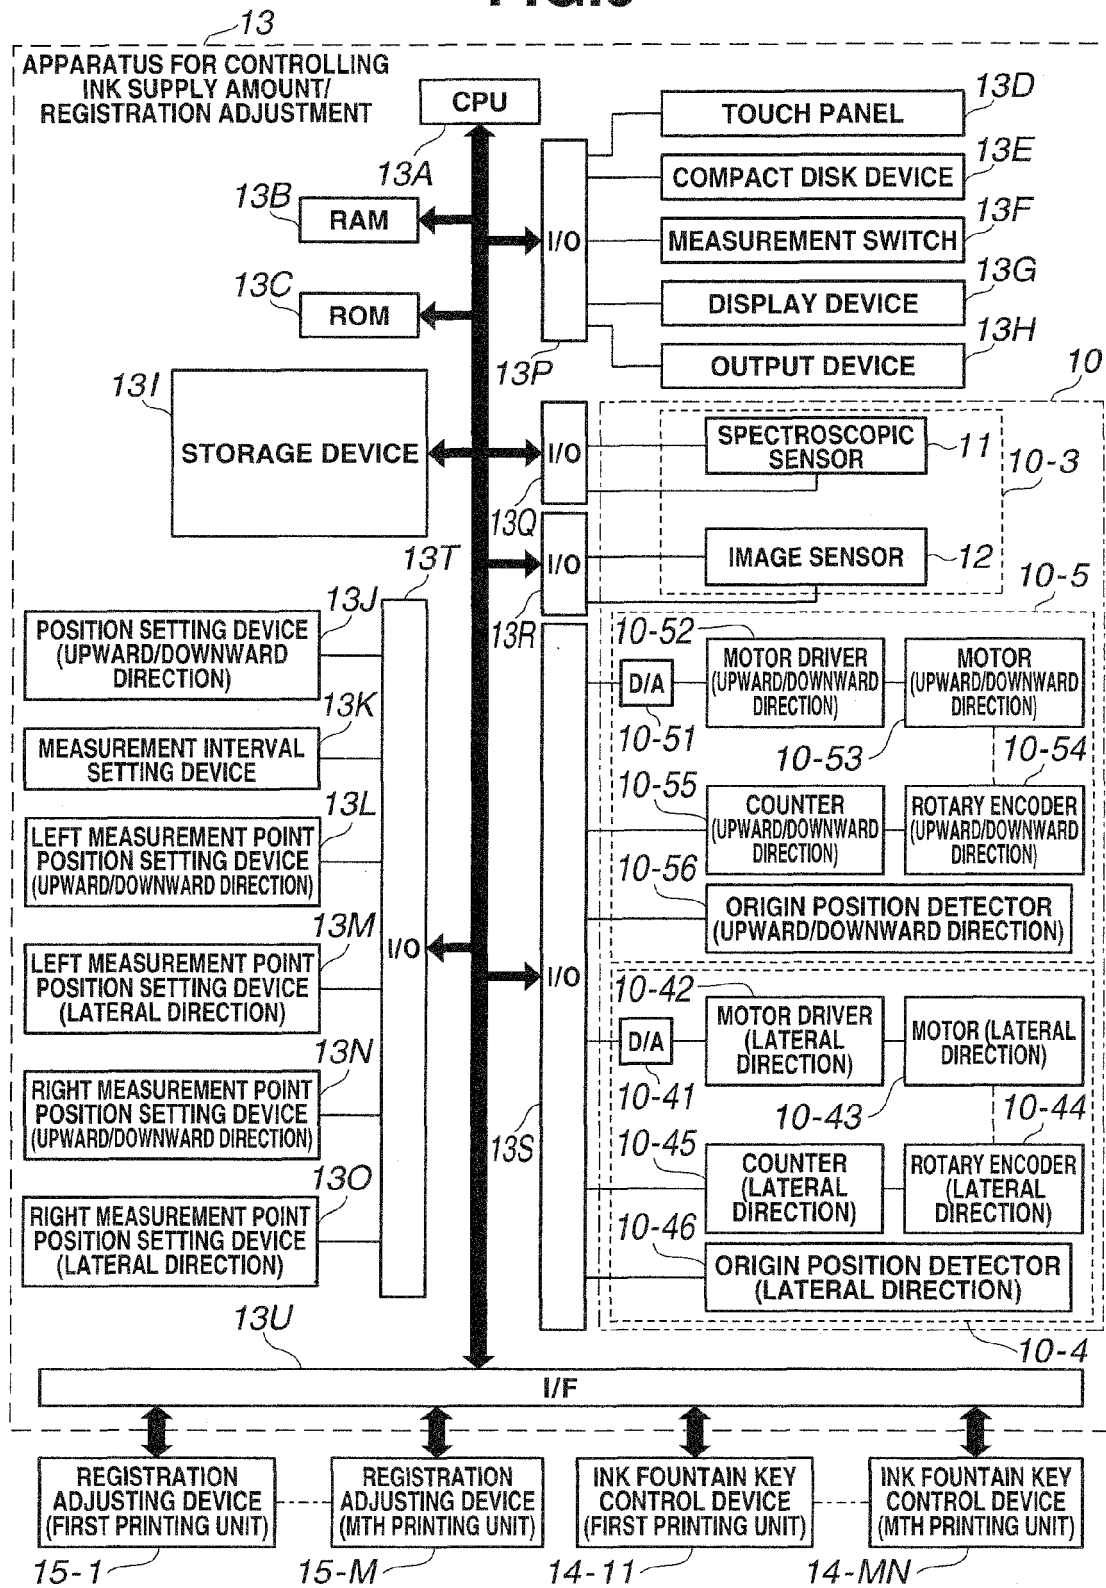 13
APPARATUS FOR CONTROLLING
INK SUPPLY AMOUNT/
REGISTRATION ADJUSTMENT
CPU
13A
13B
RAM
13C
ROM
I/O
13P
TOUCH PANEL
13D
COMPACT DISK DEVICE
13E
MEASUREMENT SWITCH
13F
DISPLAY DEVICE
13G
OUTPUT DEVICE
13H
10
13I
STORAGE DEVICE
I/O
13Q
SPECTROSCOPIC
SENSOR
11
10-3
I/O
13R
IMAGE SENSOR
12
10-5
13T
13J
POSITION SETTING DEVICE
(UPWARD/DOWNWARD
DIRECTION)
13K
MEASUREMENT INTERVAL
SETTING DEVICE
13L
LEFT MEASUREMENT POINT
POSITION SETTING DEVICE
(UPWARD/DOWNWARD DIRECTION)
13M
LEFT MEASUREMENT POINT
POSITION SETTING DEVICE
(LATERAL DIRECTION)
13N
RIGHT MEASUREMENT POINT
POSITION SETTING DEVICE
(UPWARD/DOWNWARD DIRECTION)
13O
RIGHT MEASUREMENT POINT
POSITION SETTING DEVICE
(LATERAL DIRECTION)
I/O
I/O
13S
10-52
D/A
10-51
MOTOR DRIVER
(UPWARD/DOWNWARD
DIRECTION)
MOTOR
(UPWARD/DOWNWARD
DIRECTION)
10-53
10-54
10-55
COUNTER
(UPWARD/DOWNWARD
DIRECTION)
ROTARY ENCODER
(UPWARD/DOWNWARD
DIRECTION)
10-56
ORIGIN POSITION DETECTOR
(UPWARD/DOWNWARD DIRECTION)
10-42
D/A
10-41
MOTOR DRIVER
(LATERAL
DIRECTION)
MOTOR (LATERAL
DIRECTION)
10-43
10-44
10-45
COUNTER
(LATERAL
DIRECTION)
ROTARY ENCODER
(LATERAL
DIRECTION)
10-46
ORIGIN POSITION DETECTOR
(LATERAL DIRECTION)
10-4
13U
I/F
REGISTRATION
ADJUSTING DEVICE
(FIRST PRINTING UNIT)
15-1
REGISTRATION
ADJUSTING DEVICE
(MTH PRINTING UNIT)
15-M
INK FOUNTAIN KEY
CONTROL DEVICE
(FIRST PRINTING UNIT)
14-11
INK FOUNTAIN KEY
CONTROL DEVICE
(MTH PRINTING UNIT)
14-MN